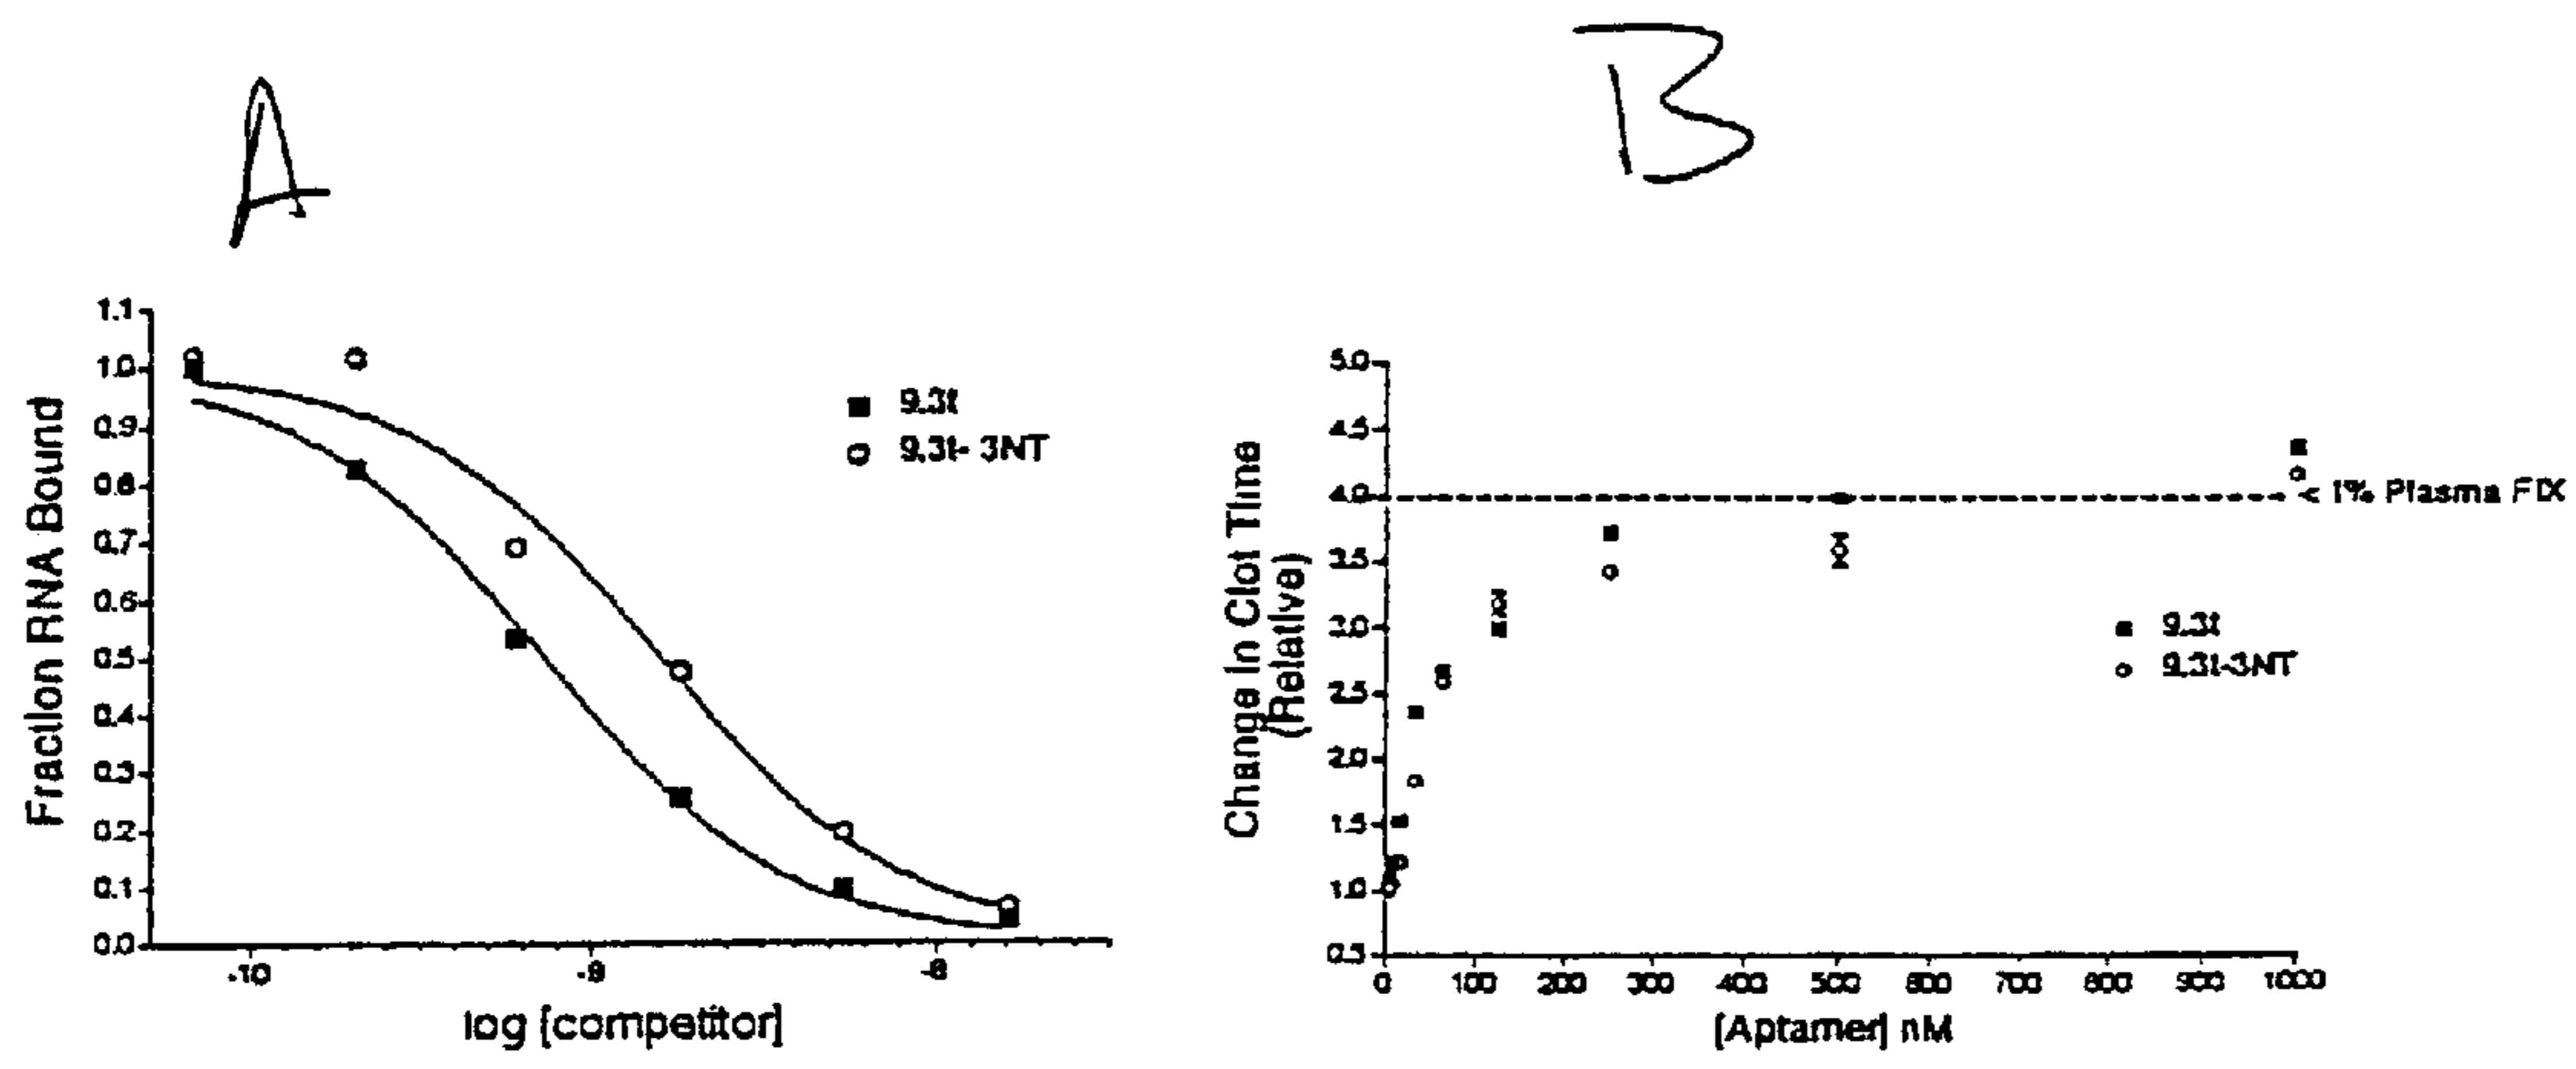 A
B
1.1
1.0
0.9
0.8
0.7
0.6
0.5
0.4
0.3
0.2
0.1
0.0
Fraction RNA Bound
9.3t
9.3t- 3NT
-10
-9
-8
log [competitor]
5.0
4.5
4.0
3.5
3.0
2.5
2.0
1.5
1.0
0.5
Change in Clot Time
(Relative)
< 1% Plasma FIX
9.3t
9.3t-3NT
0 100 200 300 400 500 600 700 800 900 1000
[Aptamer] nM